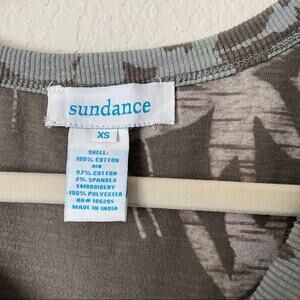 sundance
XS
SHELL:
100% COTTON
RIB
97% COTTON
3% SPANDEX
EMBROIDERY
100% POLYESTER
RN# 106285
MADE IN INDIA